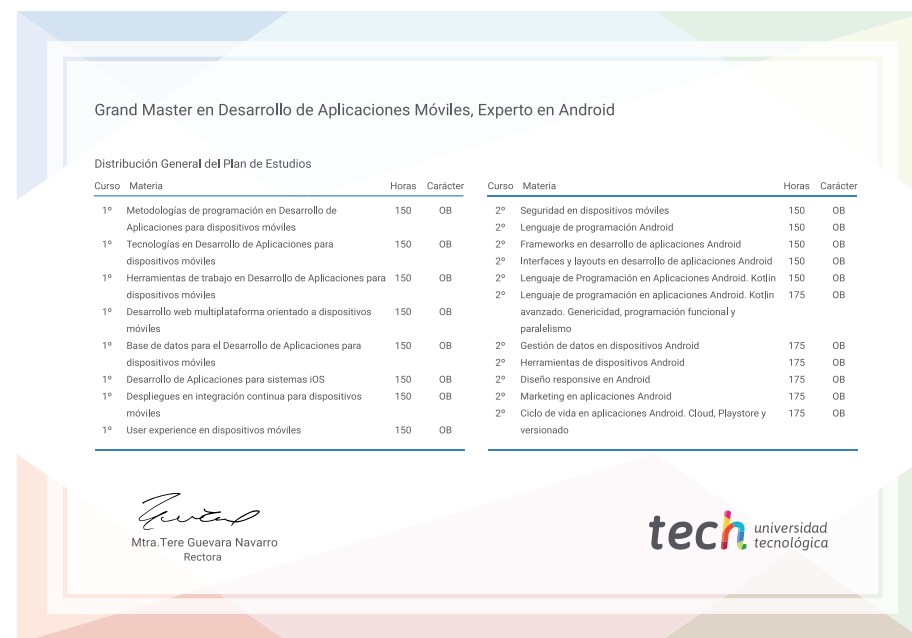 Grand Master en Desarrollo de Aplicaciones Móviles, Experto en Android
Distribución General del Plan de Estudios
Curso Materia Horas Carácter
1º Metodologías de programación en Desarrollo de 150 OB
Aplicaciones para dispositivos móviles
1º Tecnologías en Desarrollo de Aplicaciones para 150 OB
dispositivos móviles
1º Herramientas de trabajo en Desarrollo de Aplicaciones para 150 OB
dispositivos móviles
1º Desarrollo web multiplataforma orientado a dispositivos 150 OB
móviles
1º Base de datos para el Desarrollo de Aplicaciones para 150 OB
dispositivos móviles
1º Desarrollo de Aplicaciones para sistemas iOS 150 OB
1º Despliegues en integración continua para dispositivos 150 OB
móviles
1º User experience en dispositivos móviles 150 OB
Curso Materia Horas Carácter
2º Seguridad en dispositivos móviles 150 OB
2º Lenguaje de programación Android 150 OB
2º Frameworks en desarrollo de aplicaciones Android 150 OB
2º Interfaces y layouts en desarrollo de aplicaciones Android 150 OB
2º Lenguaje de Programación en Aplicaciones Android. Kotlin 150 OB
2º Lenguaje de programación en aplicaciones Android. Kotlin 175 OB
avanzado. Genericidad, programación funcional y
paralelismo
2º Gestión de datos en dispositivos Android 175 OB
2º Herramientas de dispositivos Android 175 OB
2º Diseño responsive en Android 175 OB
2º Marketing en aplicaciones Android 175 OB
2º Ciclo de vida en aplicaciones Android. Cloud, Playstore y 175 OB
versionado
Mtra.Tere Guevara Navarro
Rectora
tech universidad
tecnológica